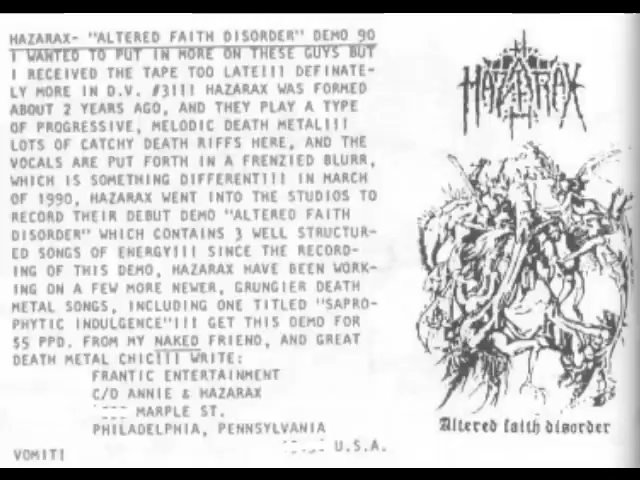 HAZARAX- "ALTERED FAITH DISORDER" DEMO 90
I WANTED TO PUT IN MORE ON THESE GUYS BUT
I RECEIVED THE TAPE TOO LATE!!! DEFINATE-
LY MORE IN D.V. #3!!! HAZARAX WAS FORMED
ABOUT 2 YEARS AGO, AND THEY PLAY A TYPE
OF PROGRESSIVE, MELODIC DEATH METAL!!!
LOTS OF CATCHY DEATH RIFFS HERE, AND THE
VOCALS ARE PUT FORTH IN A FRENZIED BLURR,
WHICH IS SOMETHING DIFFERENT!!! IN MARCH
OF 1990, HAZARAX WENT INTO THE STUDIOS TO
RECORD THEIR DEBUT DEMO "ALTERED FAITH
DISORDER" WHICH CONTAINS 3 WELL STRUCTUR-
ED SONGS OF ENERGY!!! SINCE THE RECORD-
ING OF THIS DEMO, HAZARAX HAVE BEEN WORK-
ING ON A FEW MORE NEWER, GRUNGIER DEATH
METAL SONGS, INCLUDING ONE TITLED "SAPRO-
PHYTIC INDULGENCE"!!! GET THIS DEMO FOR
$5 PPD. FROM MY NAKED FRIEND, AND GREAT
DEATH METAL CHIC!!! WRITE:
FRANTIC ENTERTAINMENT
C/O ANNIE & HAZARAX
MARPLE ST.
PHILADELPHIA, PENNSYLVANIA
U.S.A.
VOMIT!
HAZARAX
Altered faith disorder